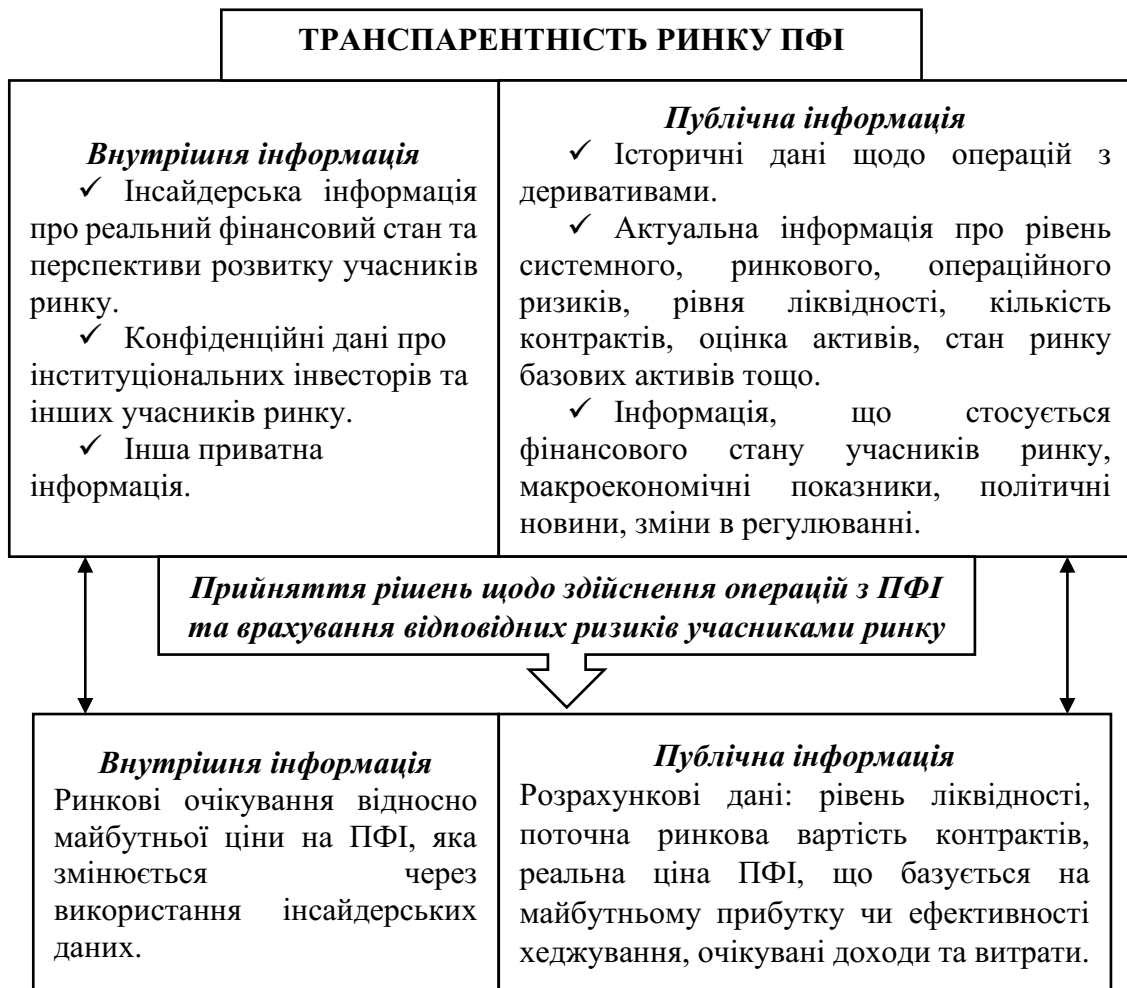 ТРАНСПАРЕНТНІСТЬ РИНКУ ПФІ
Внутрішня інформація
✓ Інсайдерська інформація
про реальний фінансовий стан та
перспективи розвитку учасників
ринку.
✓ Конфіденційні дані про
інституціональних інвесторів та
інших учасників ринку.
✓ Інша приватна
інформація.
Публічна інформація
✓ Історичні дані щодо операцій з
деривативами.
✓ Актуальна інформація про рівень
системного, ринкового, операційного
ризиків, рівня ліквідності, кількість
контрактів, оцінка активів, стан ринку
базових активів тощо.
✓ Інформація, що стосується
фінансового стану учасників ринку,
макроекономічні показники, політичні
новини, зміни в регулюванні.
Прийняття рішень щодо здійснення операцій з ПФІ
та врахування відповідних ризиків учасниками ринку
Внутрішня інформація
Ринкові очікування відносно
майбутньої ціни на ПФІ, яка
змінюється через
використання інсайдерських
даних.
Публічна інформація
Розрахункові дані: рівень ліквідності,
поточна ринкова вартість контрактів,
реальна ціна ПФІ, що базується на
майбутньому прибутку чи ефективності
хеджування, очікувані доходи та витрати.